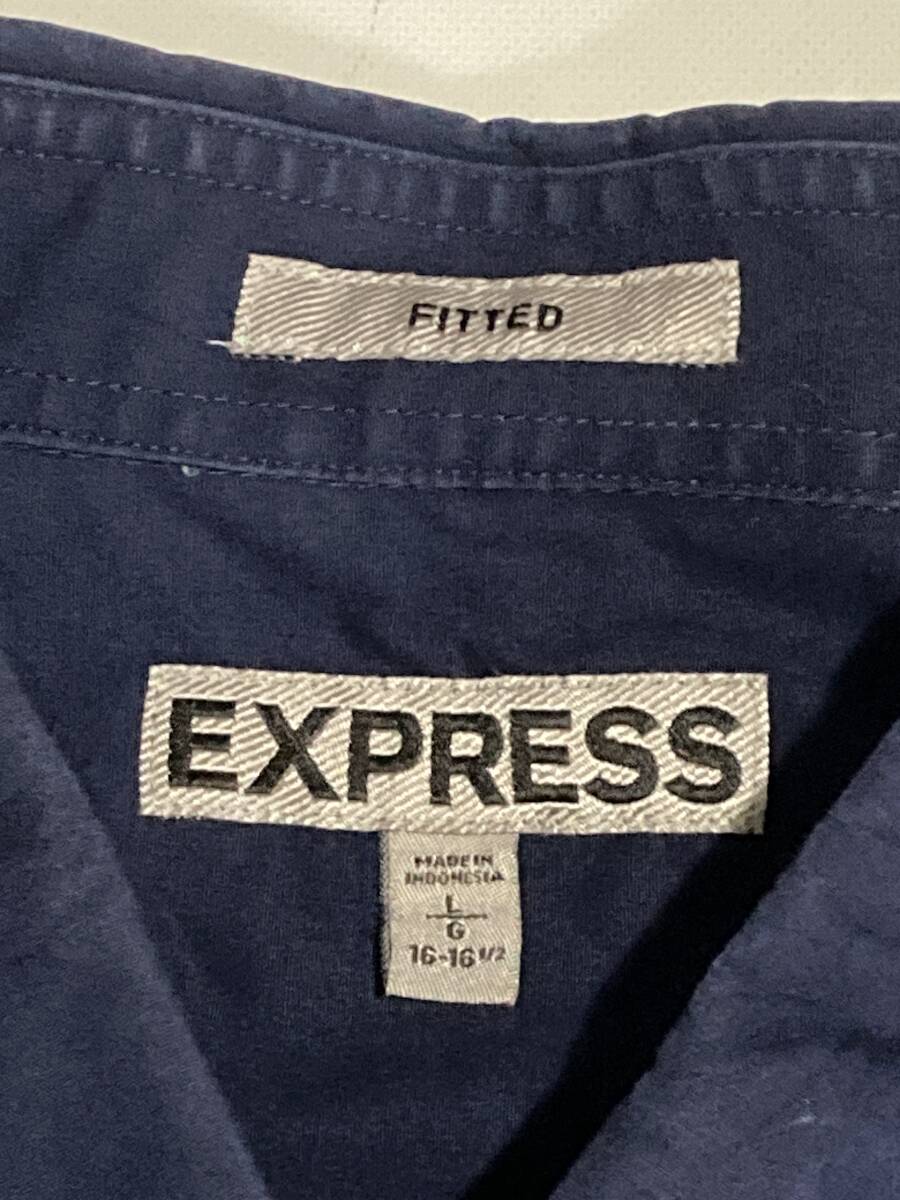 FITTED
EXPRESS
MADE IN
INDONESIA
L
G
16-16 1/2